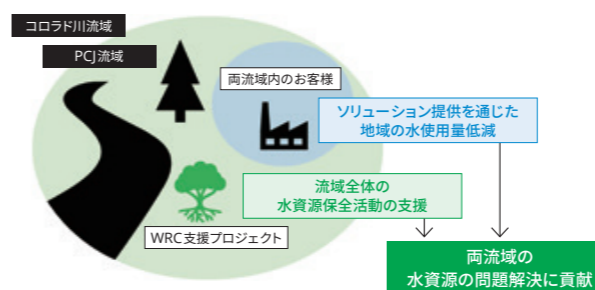 コロラド川流域
PCJ流域
両流域内のお客様
ソリューション提供を通じた
地域の水使用量低減
流域全体の
水資源保全活動の支援
WRC支援プロジェクト
両流域の
水資源の問題解決に貢献